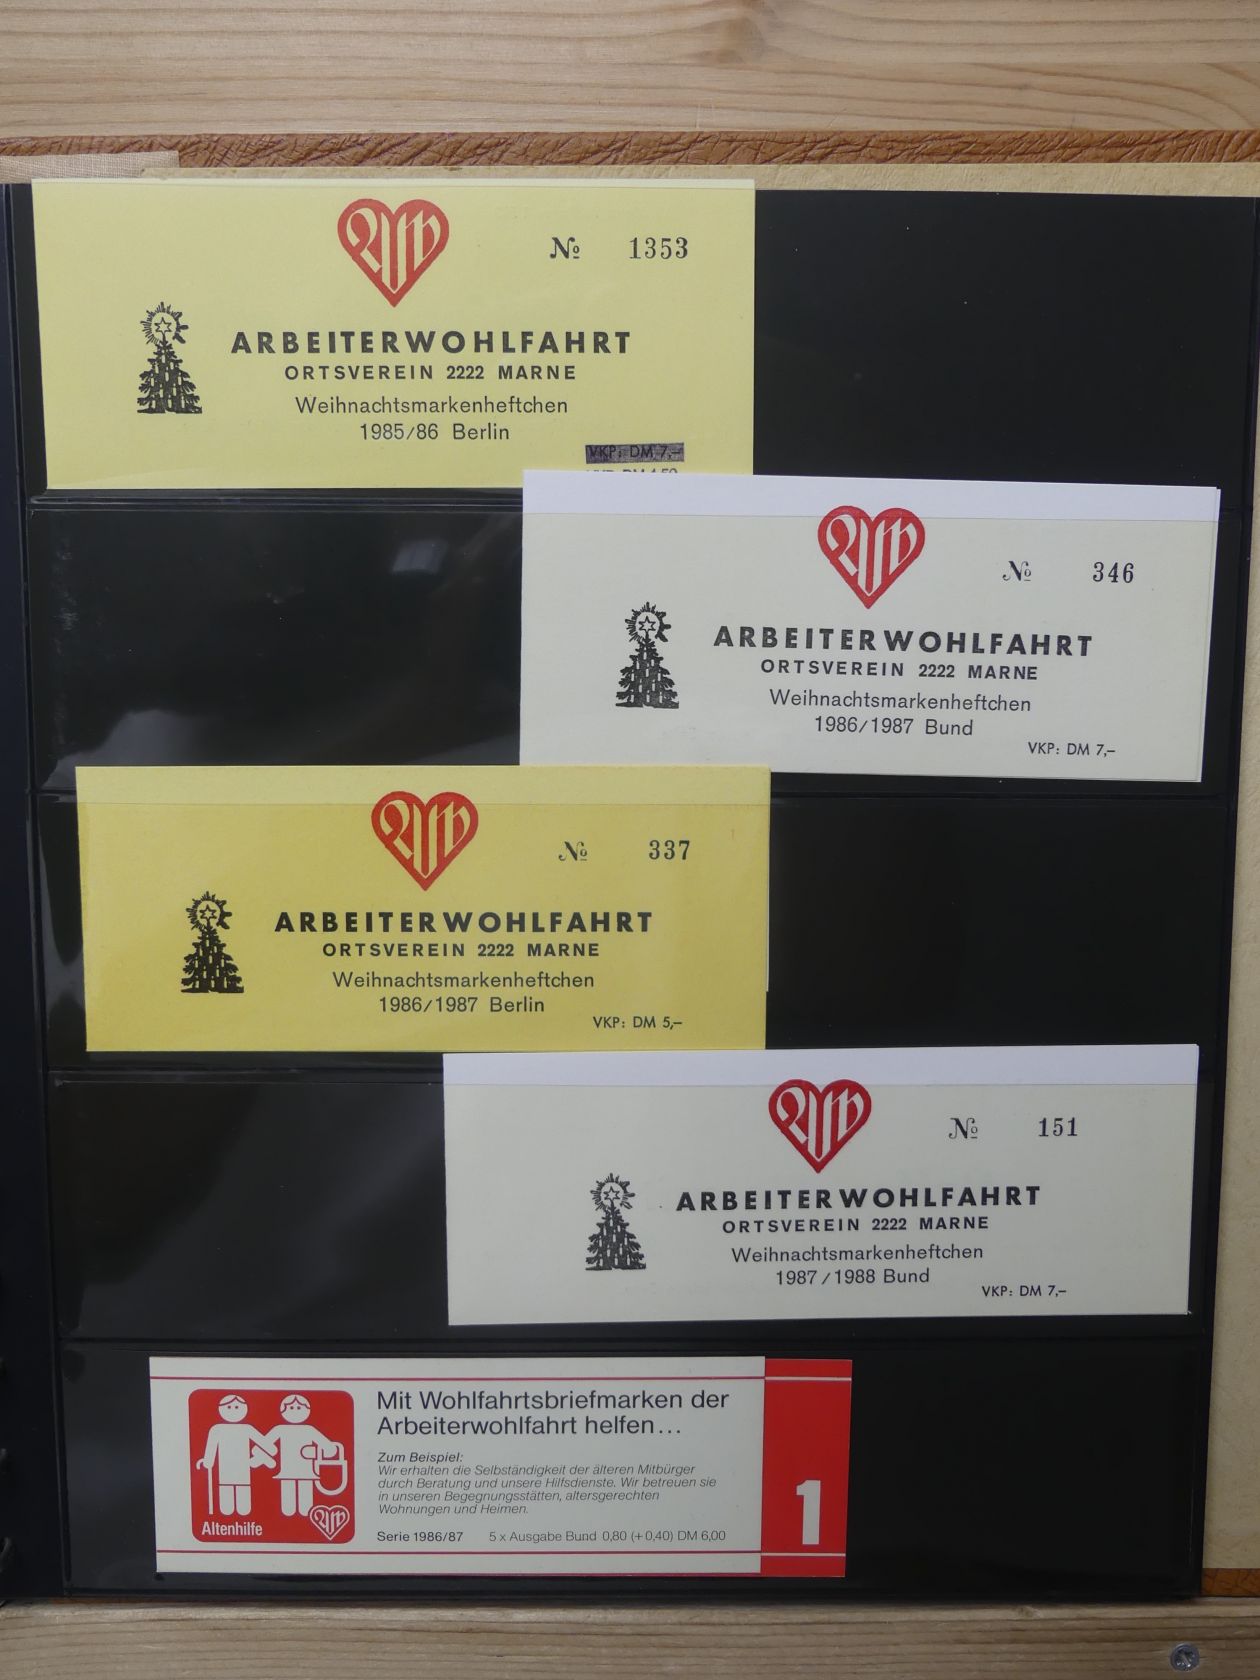 AW
№ 1353
ARBEITERWOHLFAHRT
ORTSVEREIN 2222 MARNE
Weihnachtsmarkenheftchen
1985/86 Berlin
VKP: DM 7,–
AW
№ 346
ARBEITERWOHLFAHRT
ORTSVEREIN 2222 MARNE
Weihnachtsmarkenheftchen
1986/1987 Bund
VKP: DM 7,–
AW
№ 337
ARBEITERWOHLFAHRT
ORTSVEREIN 2222 MARNE
Weihnachtsmarkenheftchen
1986/1987 Berlin
VKP: DM 5,–
AW
№ 151
ARBEITERWOHLFAHRT
ORTSVEREIN 2222 MARNE
Weihnachtsmarkenheftchen
1987/1988 Bund
VKP: DM 7,–
Mit Wohlfahrtsbriefmarken der
Arbeiterwohlfahrt helfen...
Zum Beispiel:
Wir erhalten die Selbständigkeit der älteren Mitbürger
durch Beratung und unsere Hilfsdienste. Wir betreuen sie
in unseren Begegnungsstätten, altersgerechten
Wohnungen und Heimen.
Serie 1986/87 5 x Ausgabe Bund 0,80 (+ 0,40) DM 6,00
Altenhilfe
AW
1